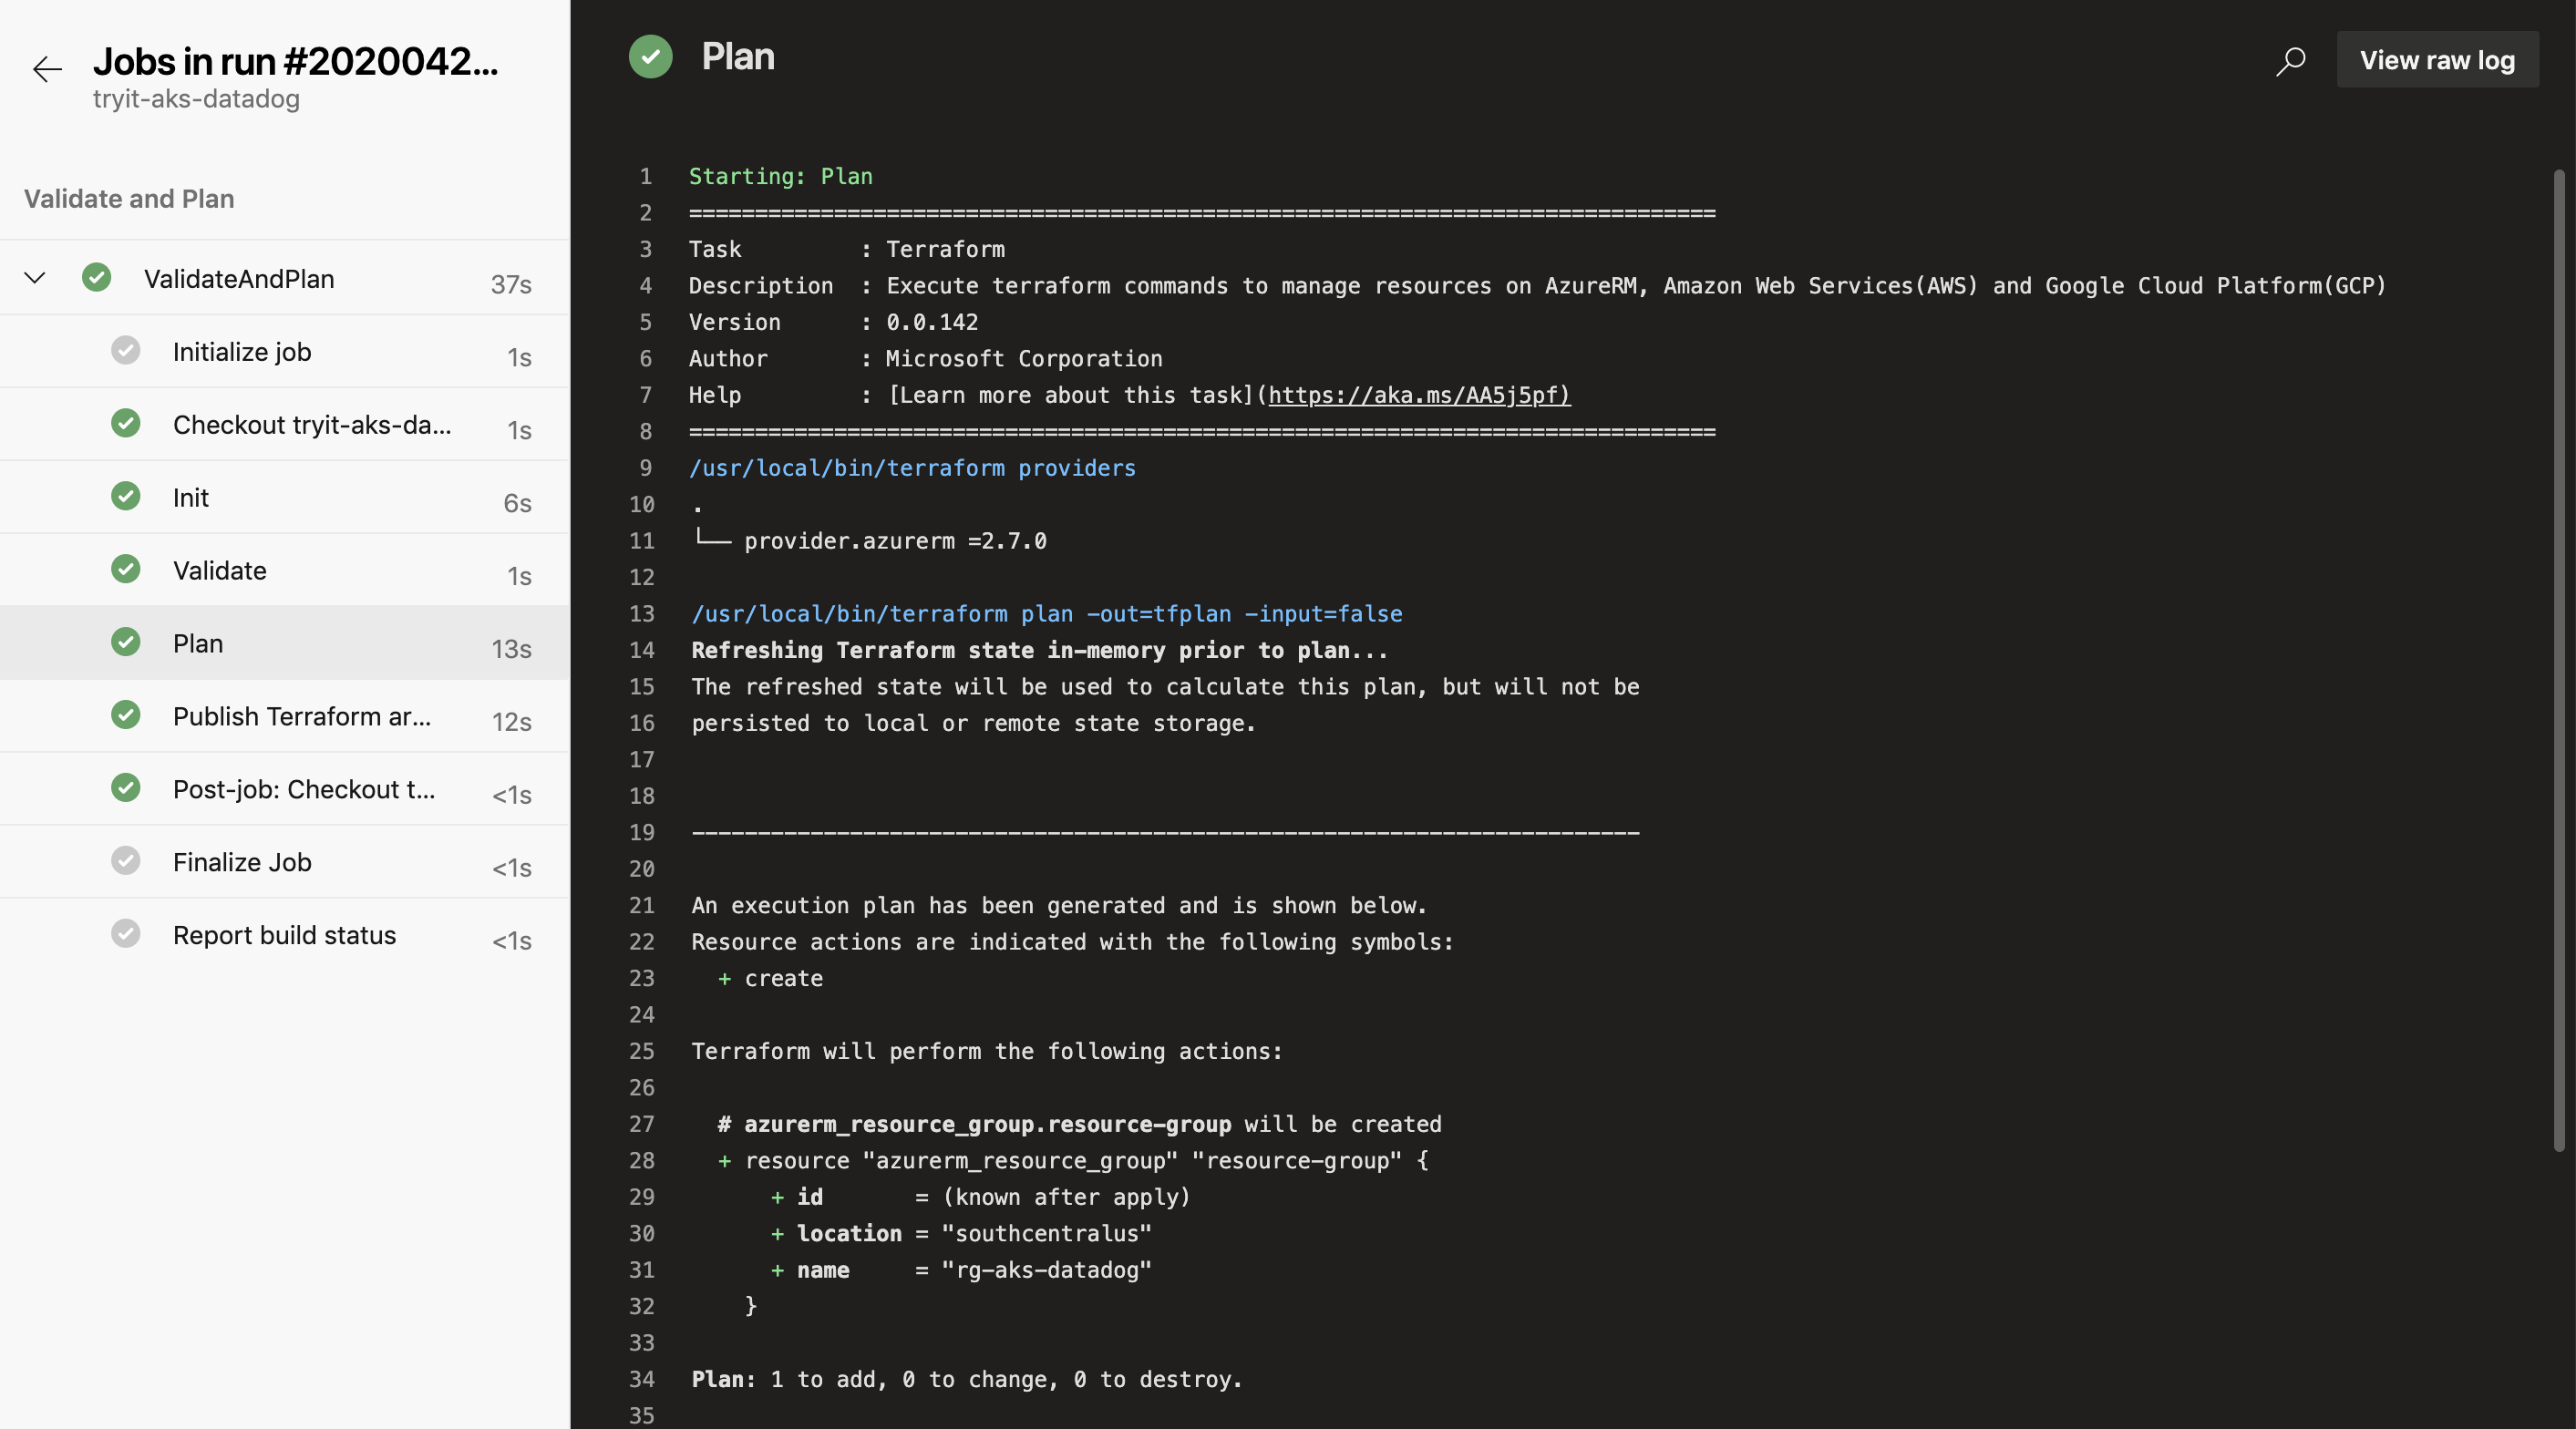 Jobs in run #2020042...
tryit-aks-datadog
Validate and Plan
ValidateAndPlan 37s
Initialize job 1s
Checkout tryit-aks-da... 1s
Init 6s
Validate 1s
Plan 13s
Publish Terraform ar... 12s
Post-job: Checkout t... <1s
Finalize Job <1s
Report build status <1s
Plan
View raw log
1 Starting: Plan
2 ==============================================================================
3 Task         : Terraform
4 Description  : Execute terraform commands to manage resources on AzureRM, Amazon Web Services(AWS) and Google Cloud Platform(GCP)
5 Version      : 0.0.142
6 Author       : Microsoft Corporation
7 Help         : [Learn more about this task](https://aka.ms/AA5j5pf)
8 ==============================================================================
9 /usr/local/bin/terraform providers
10 .
11 └── provider.azurerm =2.7.0
12
13 /usr/local/bin/terraform plan -out=tfplan -input=false
14 Refreshing Terraform state in-memory prior to plan...
15 The refreshed state will be used to calculate this plan, but will not be
16 persisted to local or remote state storage.
17
18
19 ------------------------------------------------------------------------
20
21 An execution plan has been generated and is shown below.
22 Resource actions are indicated with the following symbols:
23   + create
24
25 Terraform will perform the following actions:
26
27   # azurerm_resource_group.resource-group will be created
28   + resource "azurerm_resource_group" "resource-group" {
29       + id       = (known after apply)
30       + location = "southcentralus"
31       + name     = "rg-aks-datadog"
32     }
33
34 Plan: 1 to add, 0 to change, 0 to destroy.
35